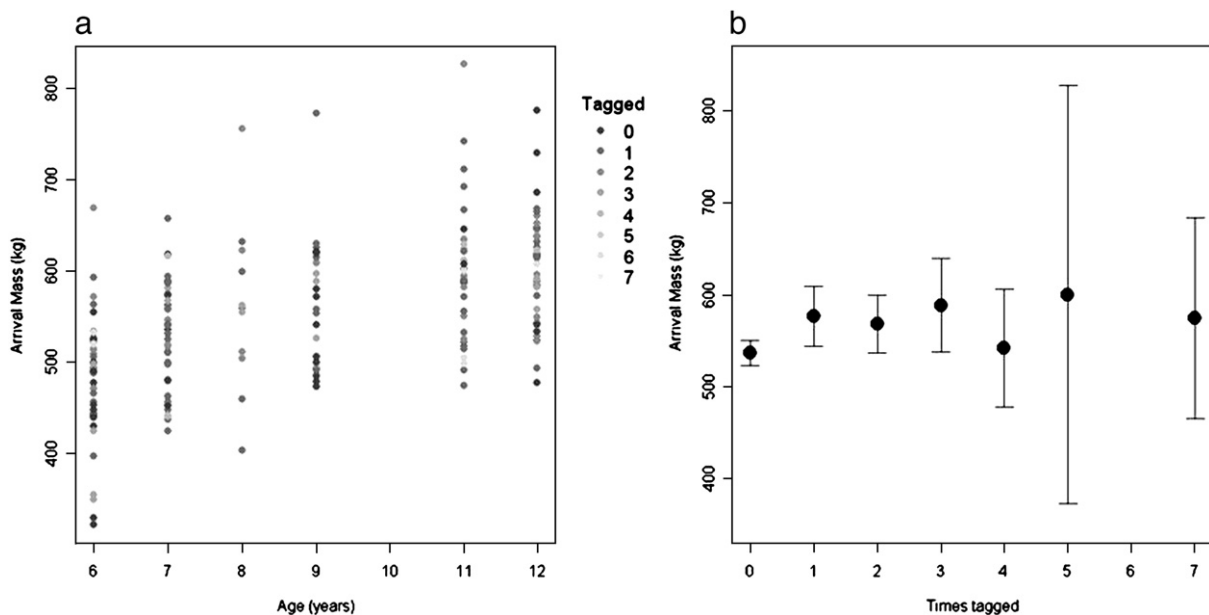 a
800
700
600
500
400
Arrival Mass (kg)
6 7 8 9 10 11 12
Age (years)
Tagged
0
1
2
3
4
5
6
7
b
800
700
600
500
400
Arrival Mass (kg)
0 1 2 3 4 5 6 7
Times tagged